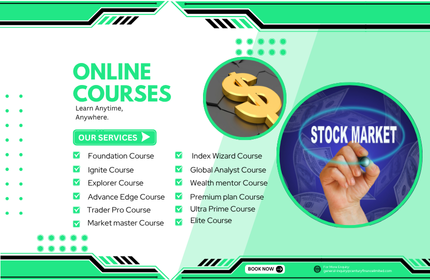 ONLINE
COURSES
Learn Anytime,
Anywhere.
OUR SERVICES
Foundation Course
Ignite Course
Explorer Course
Advance Edge Course
Trader Pro Course
Market master Course
Index Wizard Course
Global Analyst Course
Wealth mentor Course
Premium plan Course
Ultra Prime Course
Elite Course
STOCK MARKET
BOOK NOW